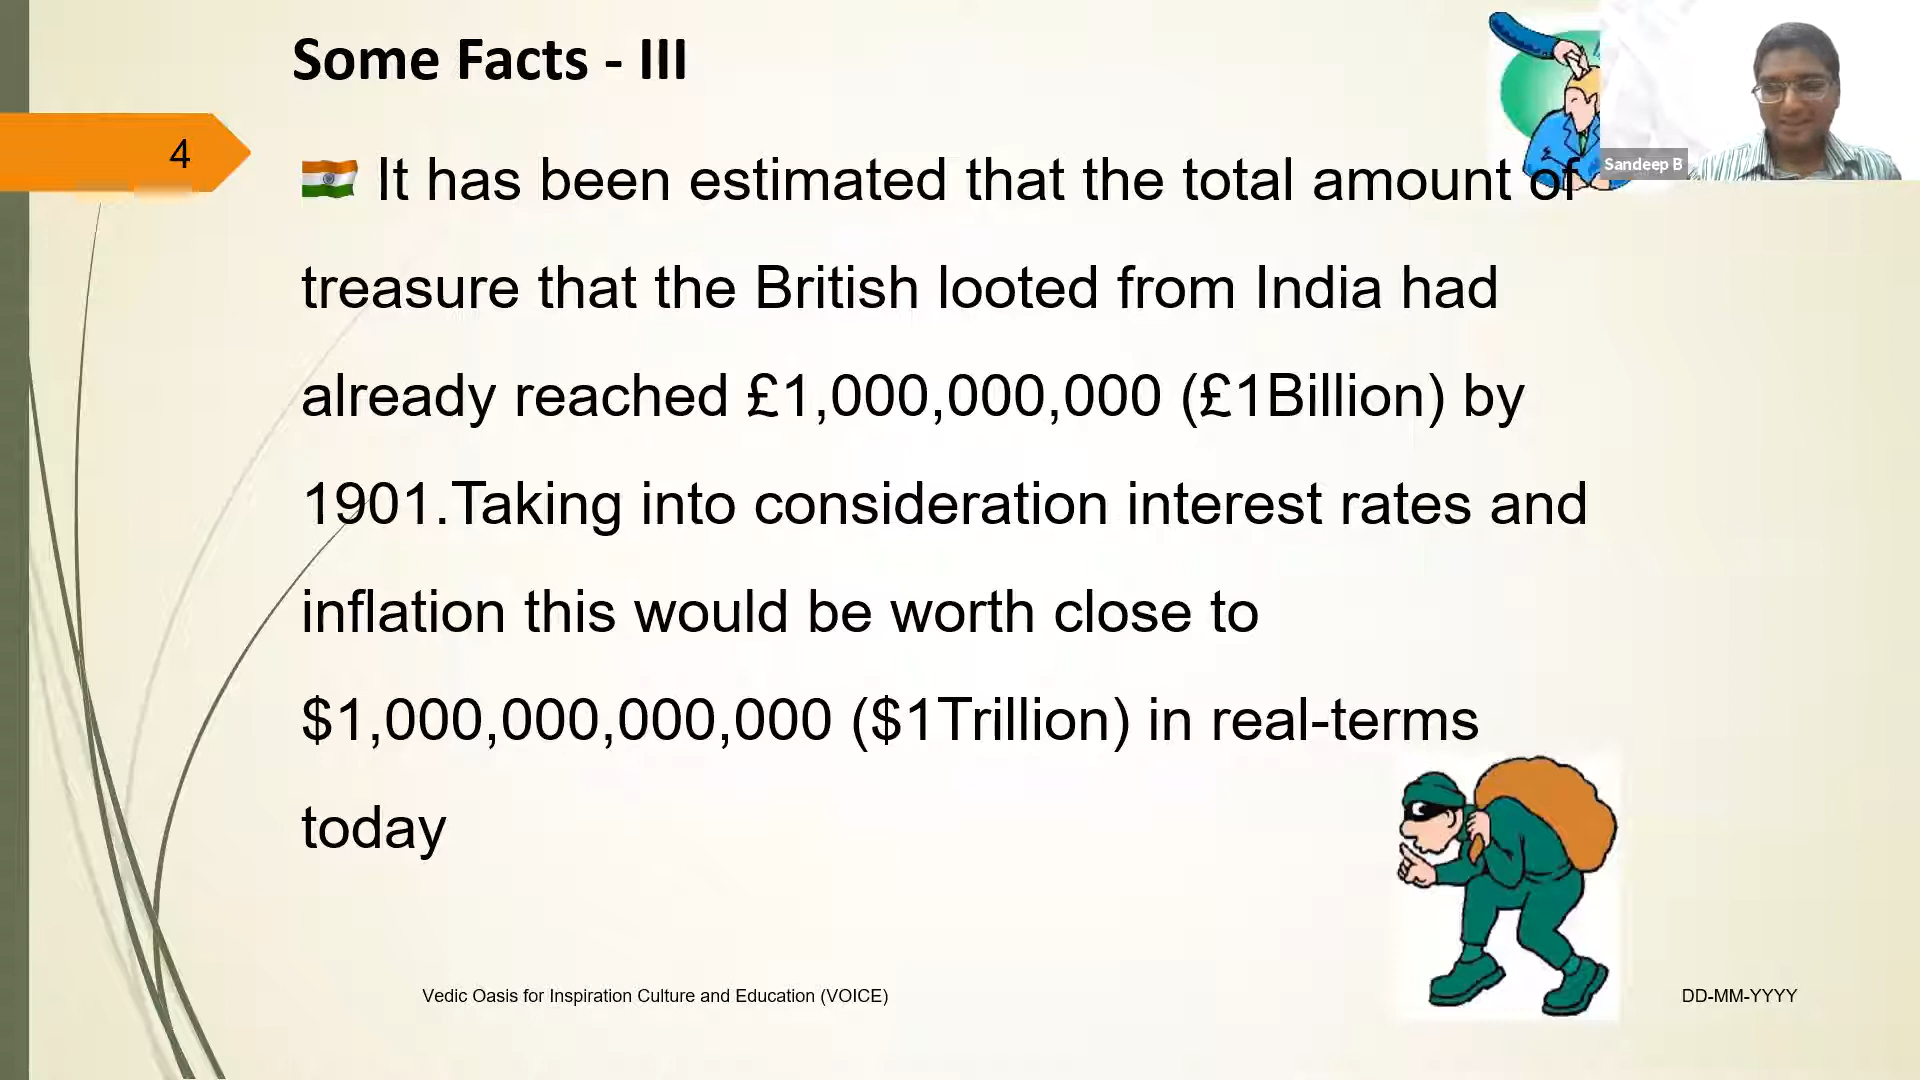 Some Facts - III
4
It has been estimated that the total amount of
treasure that the British looted from India had
already reached £1,000,000,000 (£1Billion) by
1901.Taking into consideration interest rates and
inflation this would be worth close to
$1,000,000,000,000 ($1Trillion) in real-terms
today
Sandeep B
Vedic Oasis for Inspiration Culture and Education (VOICE)
DD-MM-YYYY